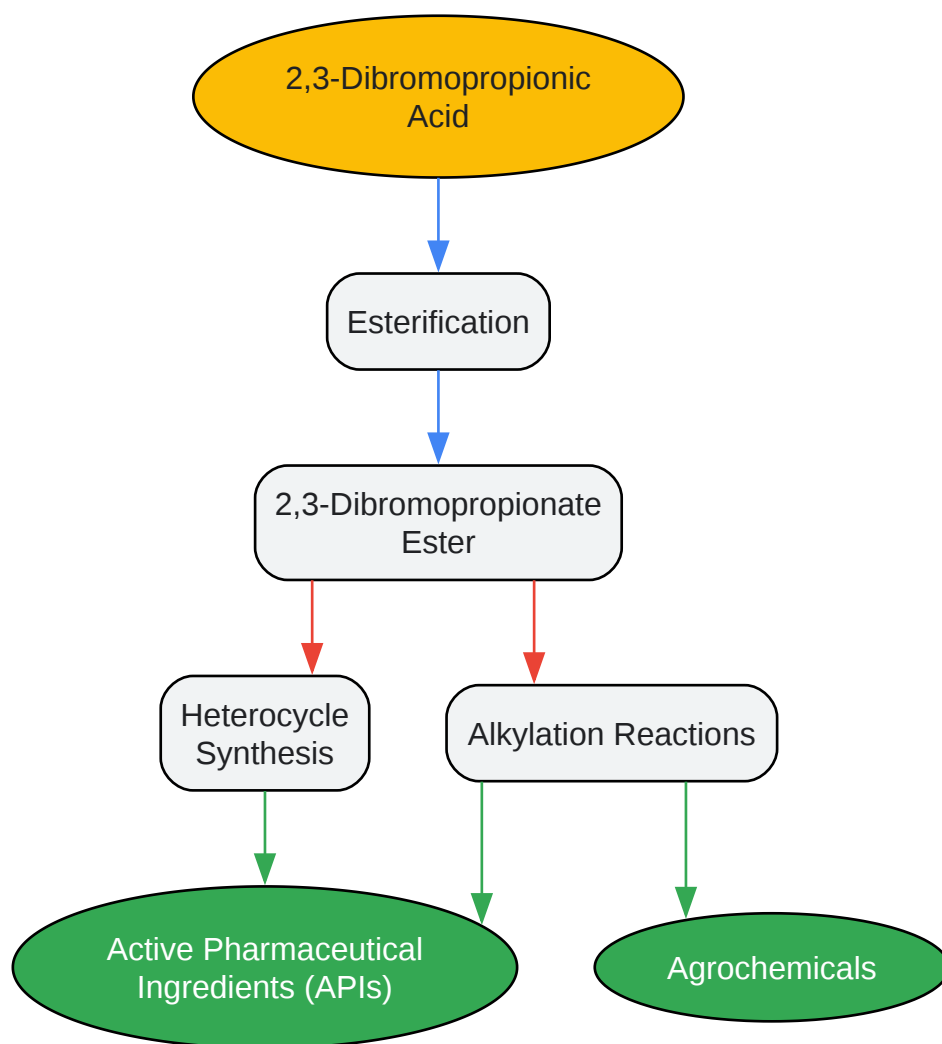 2,3-Dibromopropionic
Acid
Esterification
2,3-Dibromopropionate
Ester
Heterocycle
Synthesis
Alkylation Reactions
Active Pharmaceutical
Ingredients (APIs)
Agrochemicals